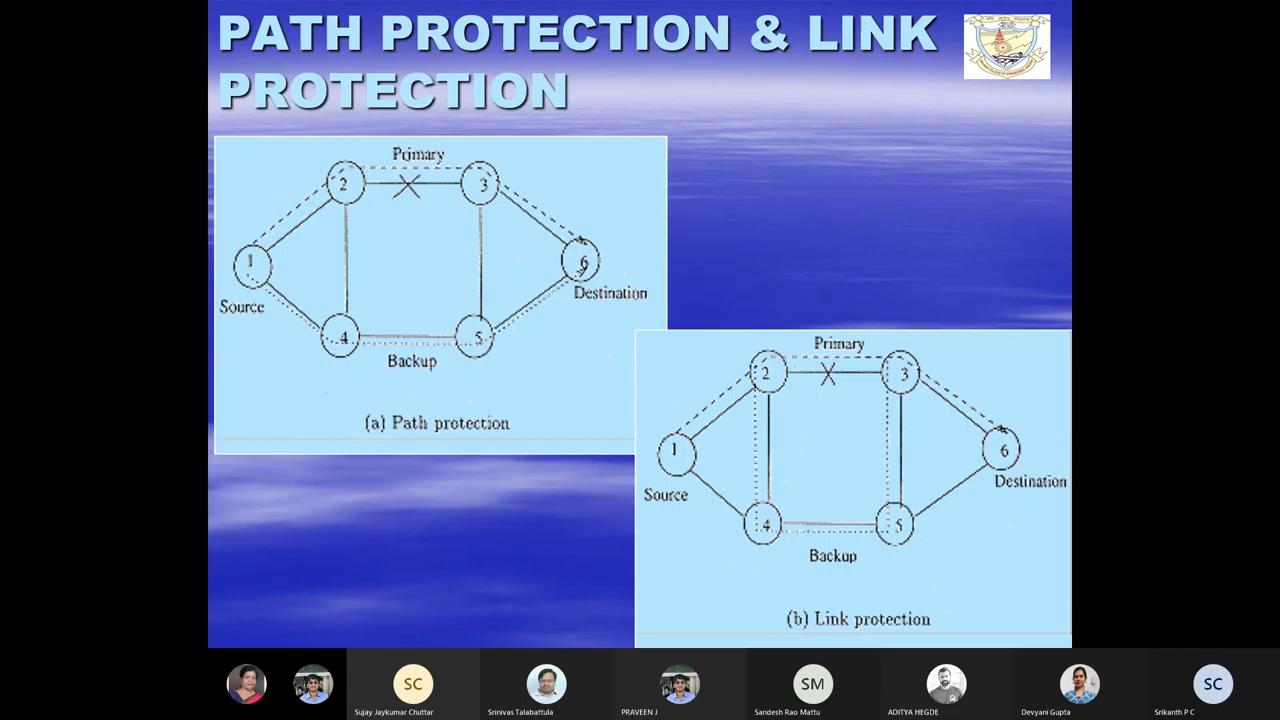 PATH PROTECTION & LINK
PROTECTION
Primary
2
3
1
6
Source
Destination
4
5
Backup
(a) Path protection
Primary
2
3
1
6
Source
Destination
4
5
Backup
(b) Link protection
SC
SM
SC
Sujay Jaykumar Chuttar
Srinivas Talabattula
PRAVEEN J
Sandesh Rao Mattu
ADITYA HEGDE
Devyani Gupta
Srikanth P C